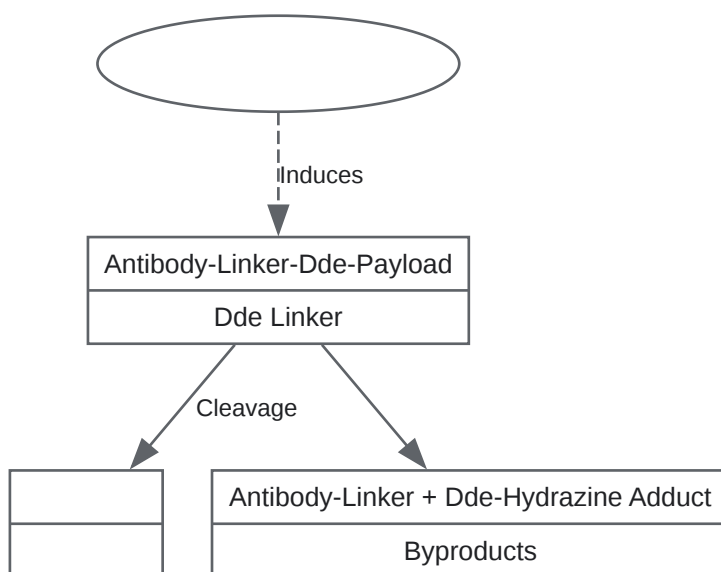 Induces
Antibody-Linker-Dde-Payload
Dde Linker
Cleavage
Antibody-Linker + Dde-Hydrazine Adduct
Byproducts